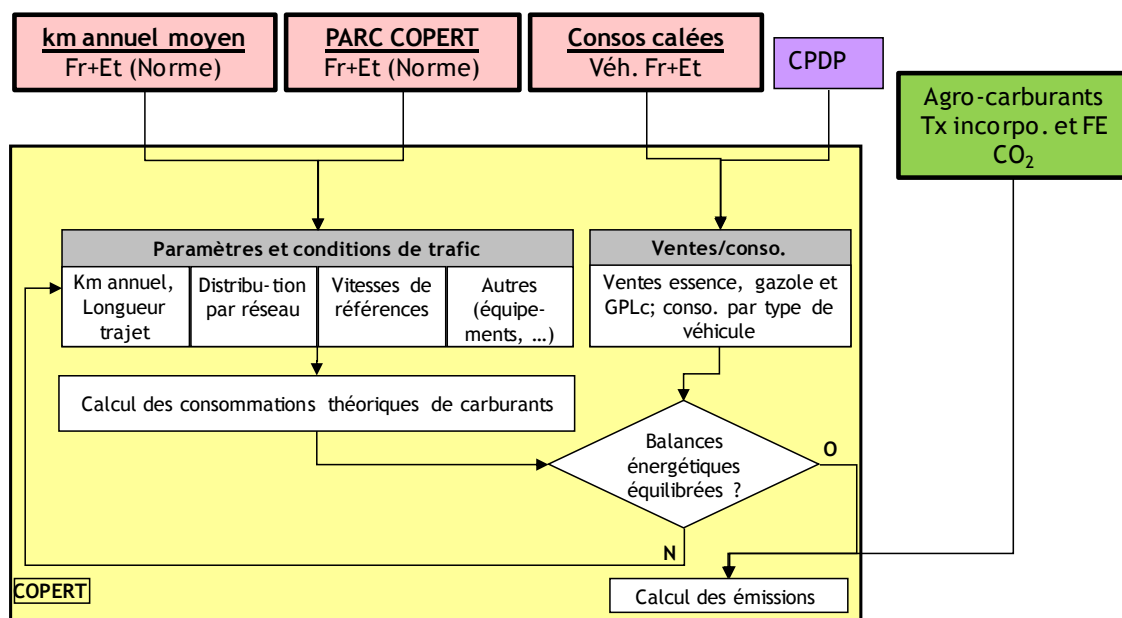 km annuel moyen
Fr+Et (Norme)
PARC COPERT
Fr+Et (Norme)
Consos calées
Véh. Fr+Et
CPDP
Agro-carburants
Tx incorpo. et FE
CO₂
Paramètres et conditions de trafic
Km annuel,
Longueur
trajet
Distribu-tion
par réseau
Vitesses de
références
Autres
(équipe-
ments, …)
Ventes/conso.
Ventes essence, gazole et
GPLc; conso. par type de
véhicule
Calcul des consommations théoriques de carburants
Balances
énergétiques
équilibrées ?
O
N
COPERT
Calcul des émissions